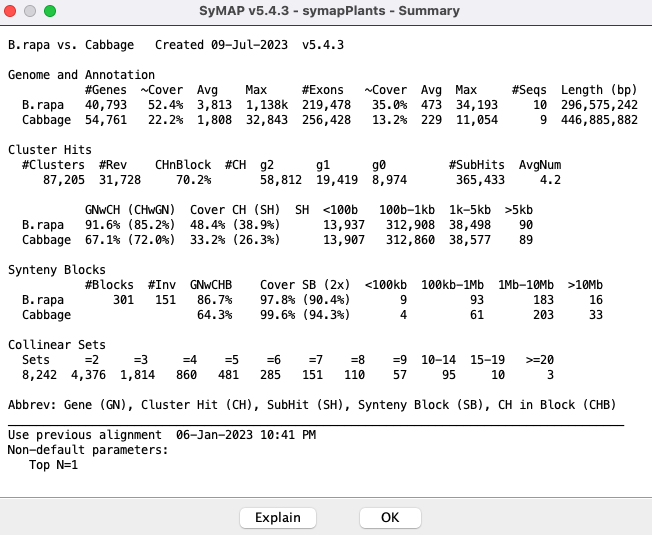 SyMAP v5.4.3 - symapPlants - Summary
B.rapa vs. Cabbage   Created 09-Jul-2023  v5.4.3
Genome and Annotation
           #Genes  ~Cover  Avg    Max     #Exons   ~Cover  Avg  Max     #Seqs  Length (bp)
  B.rapa   40,793  52.4%  3,813  1,138k  219,478  35.0%  473  34,193     10  296,575,242
  Cabbage  54,761  22.2%  1,808  32,843  256,428  13.2%  229  11,054      9  446,885,882
Cluster Hits
  #Clusters  #Rev    CHnBlock  #CH  g2      g1      g0          #SubHits  AvgNum
     87,205  31,728     70.2%       58,812  19,419  8,974        365,433     4.2
           GNwCH (CHwGN)  Cover CH (SH)  SH  <100b   100b-1kb  1k-5kb  >5kb
  B.rapa   91.6% (85.2%)  48.4% (38.9%)      13,937   312,908  38,498    90
  Cabbage  67.1% (72.0%)  33.2% (26.3%)      13,907   312,860  38,577    89
Synteny Blocks
           #Blocks  #Inv  GNwCHB    Cover SB (2x)  <100kb  100kb-1Mb  1Mb-10Mb  >10Mb
  B.rapa       301   151   86.7%    97.8% (90.4%)       9         93       183     16
  Cabbage                  64.3%    99.6% (94.3%)       4         61       203     33
Collinear Sets
  Sets     =2     =3     =4   =5   =6   =7   =8   =9  10-14  15-19   >=20
  8,242  4,376  1,814   860  481  285  151  110   57     95     10      3
Abbrev: Gene (GN), Cluster Hit (CH), SubHit (SH), Synteny Block (SB), CH in Block (CHB)
Use previous alignment  06-Jan-2023 10:41 PM
Non-default parameters:
   Top N=1
Explain
OK